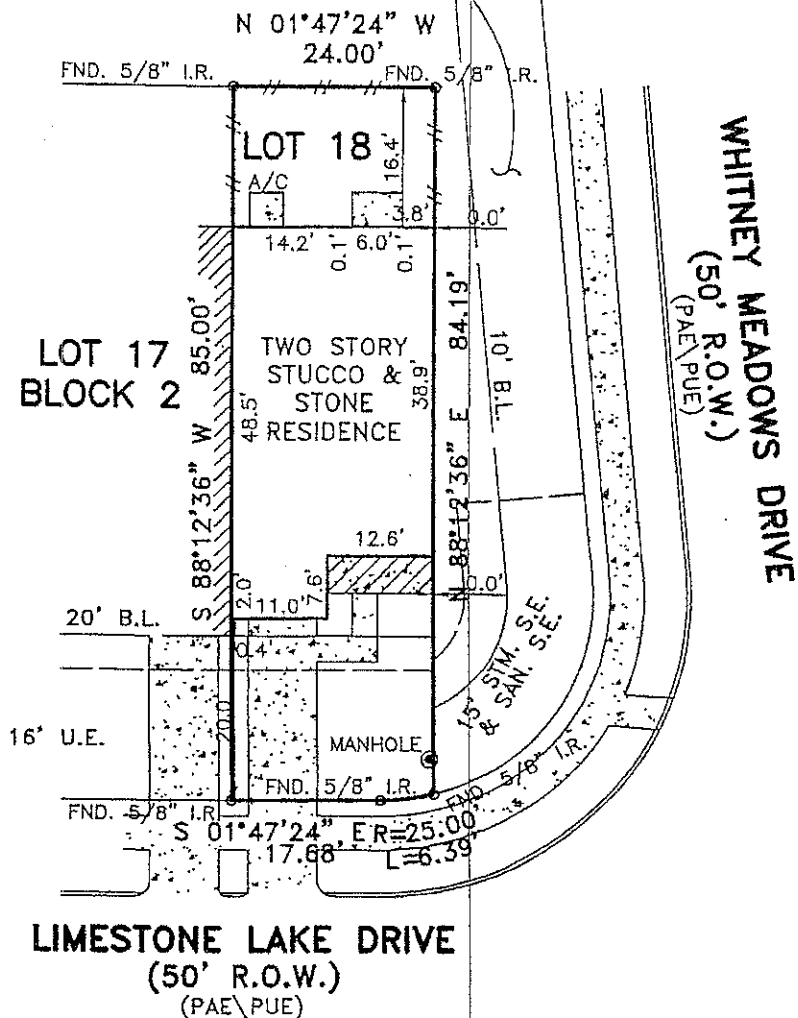 N 01°47'24" W
24.00'
FND. 5/8" I.R.
FND. 5/8" I.R.
LOT 18
A/C
16.4'
3.8'
0.0'
14.2'
0.1'
6.0'
0.1'
WHITNEY MEADOWS DRIVE
(50' R.O.W.)
(PAE\PUE)
LOT 17
BLOCK 2
S 88°12'36" W 85.00'
48.5'
TWO STORY
STUCCO &
STONE
RESIDENCE
38.9'
N 88°12'36" E 84.19'
10' B.L.
12.6'
2.0'
11.0'
7.6'
0.0'
20' B.L.
0.4'
15' STM. S.E.
& SAN. S.E.
16' U.E.
20.0'
MANHOLE
FND. 5/8" I.R.
FND. 5/8" I.R.
FND. 5/8" I.R
S 01°47'24" E
17.68'
R=25.00'
L=6.39'
LIMESTONE LAKE DRIVE
(50' R.O.W.)
(PAE\PUE)